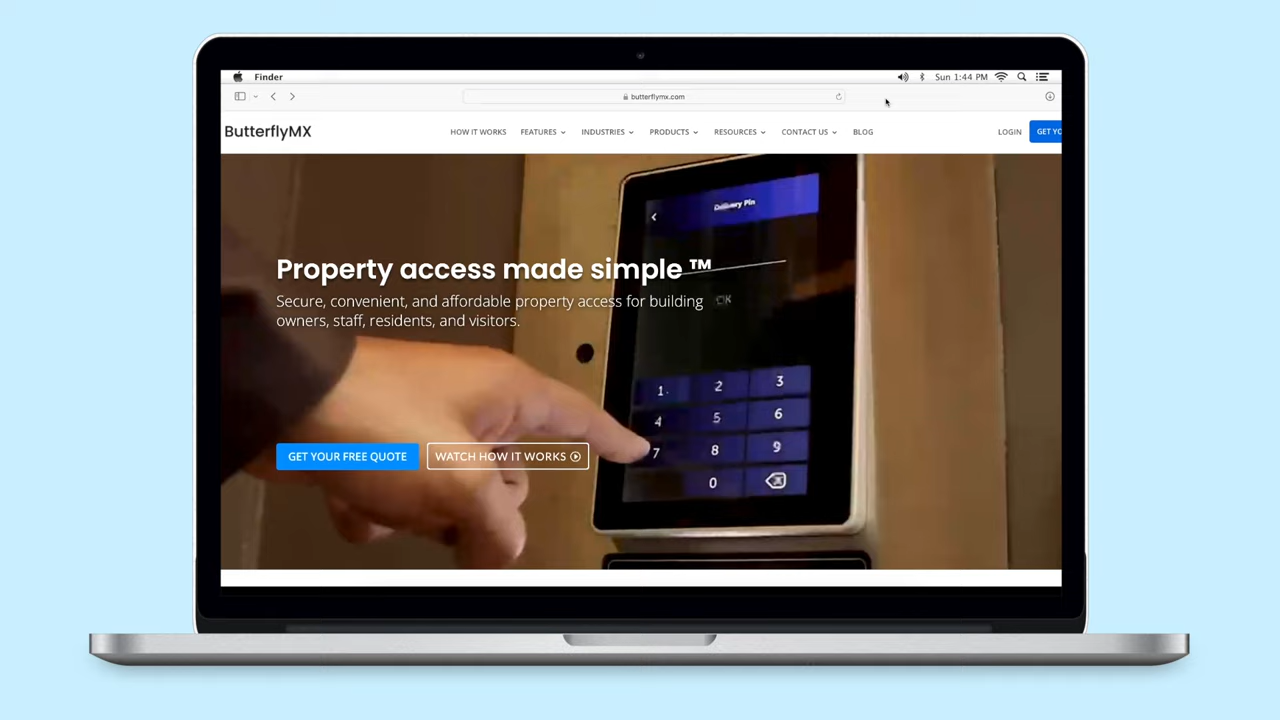 Finder
Sun 1:44 PM
butterflymx.com
ButterflyMX
HOW IT WORKS
FEATURES
INDUSTRIES
PRODUCTS
RESOURCES
CONTACT US
BLOG
LOGIN
GET YO
Delivery Pin
Property access made simple ™
Secure, convenient, and affordable property access for building
owners, staff, residents, and visitors.
OK
1 2 3
4 5 6
7 8 9
0
GET YOUR FREE QUOTE
WATCH HOW IT WORKS